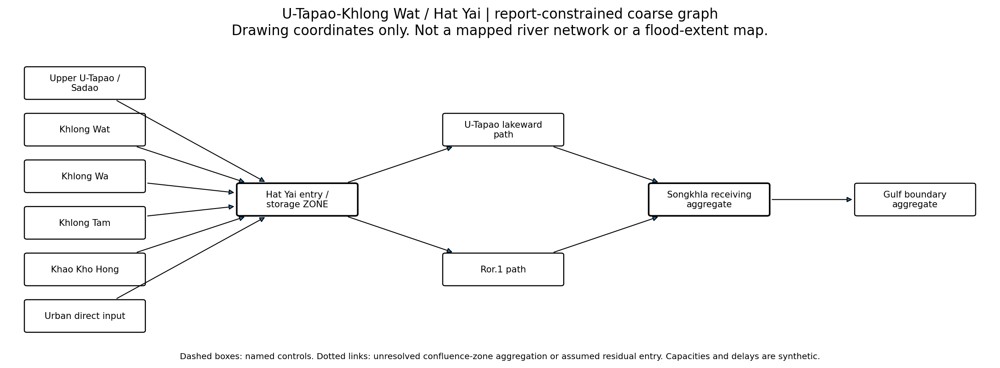 U-Tapao-Khlong Wat / Hat Yai | report-constrained coarse graph
Drawing coordinates only. Not a mapped river network or a flood-extent map.
Upper U-Tapao /
Sadao
Khlong Wat
Khlong Wa
Khlong Tam
Khao Kho Hong
Urban direct input
Hat Yai entry /
storage ZONE
U-Tapao lakeward
path
Ror.1 path
Songkhla receiving
aggregate
Gulf boundary
aggregate
Dashed boxes: named controls. Dotted links: unresolved confluence-zone aggregation or assumed residual entry. Capacities and delays are synthetic.